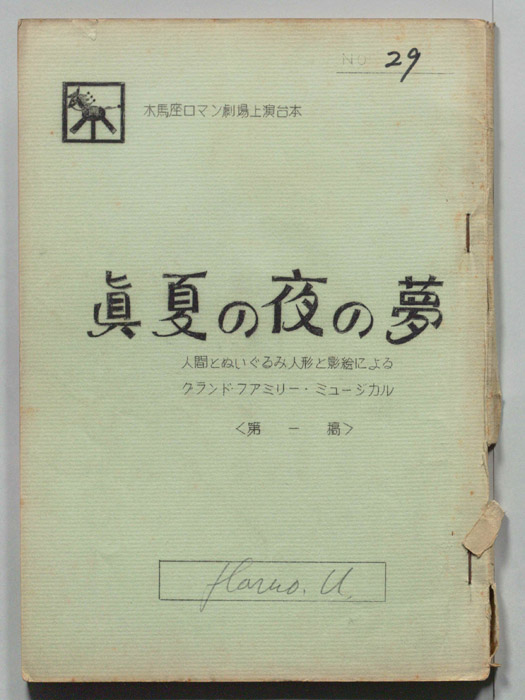 NO 29
木馬座ロマン劇場上演台本
眞夏の夜の夢
人間とぬいぐるみ人形と影絵による
グランド・フアミリー・ミュージカル
〈第一稿〉
Haruo. U.